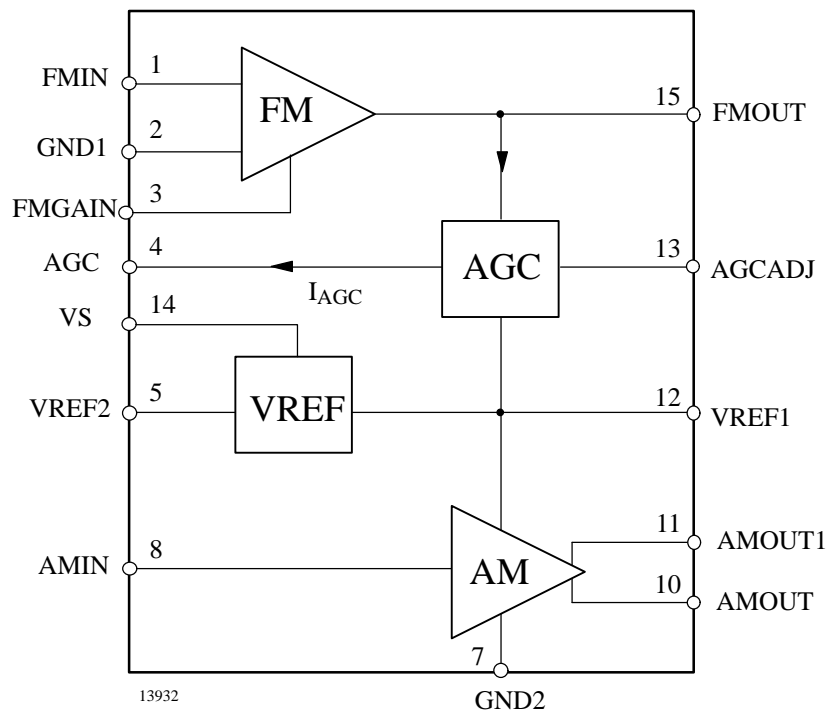 FMIN 1
FM
15 FMOUT
GND1 2
FMGAIN 3
AGC 4
IAGC
AGC
13 AGCADJ
VS 14
VREF2 5
VREF
12 VREF1
AMIN 8
AM
11 AMOUT1
10 AMOUT
7
GND2
13932